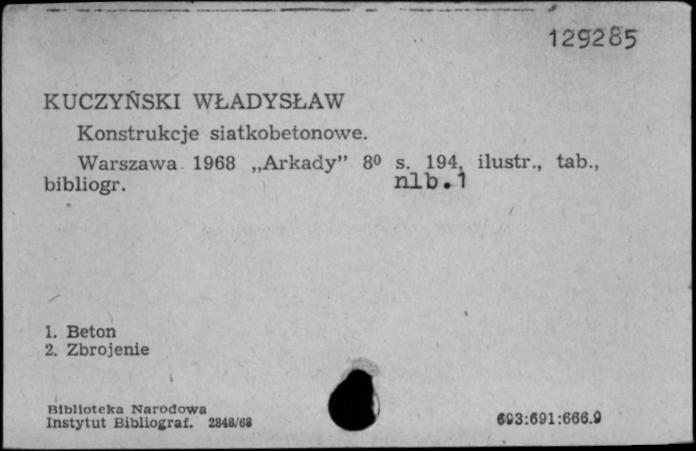 129285
KUCZYŃSKI WŁADYSŁAW
Konstrukcje siatkobetonowe.
Warszawa 1968 „Arkady” 8⁰ s. 194, ilustr., tab.,
bibliogr. nlb.1
1. Beton
2. Zbrojenie
Biblioteka Narodowa
Instytut Bibliograf. 2848/68
693:691:666.9